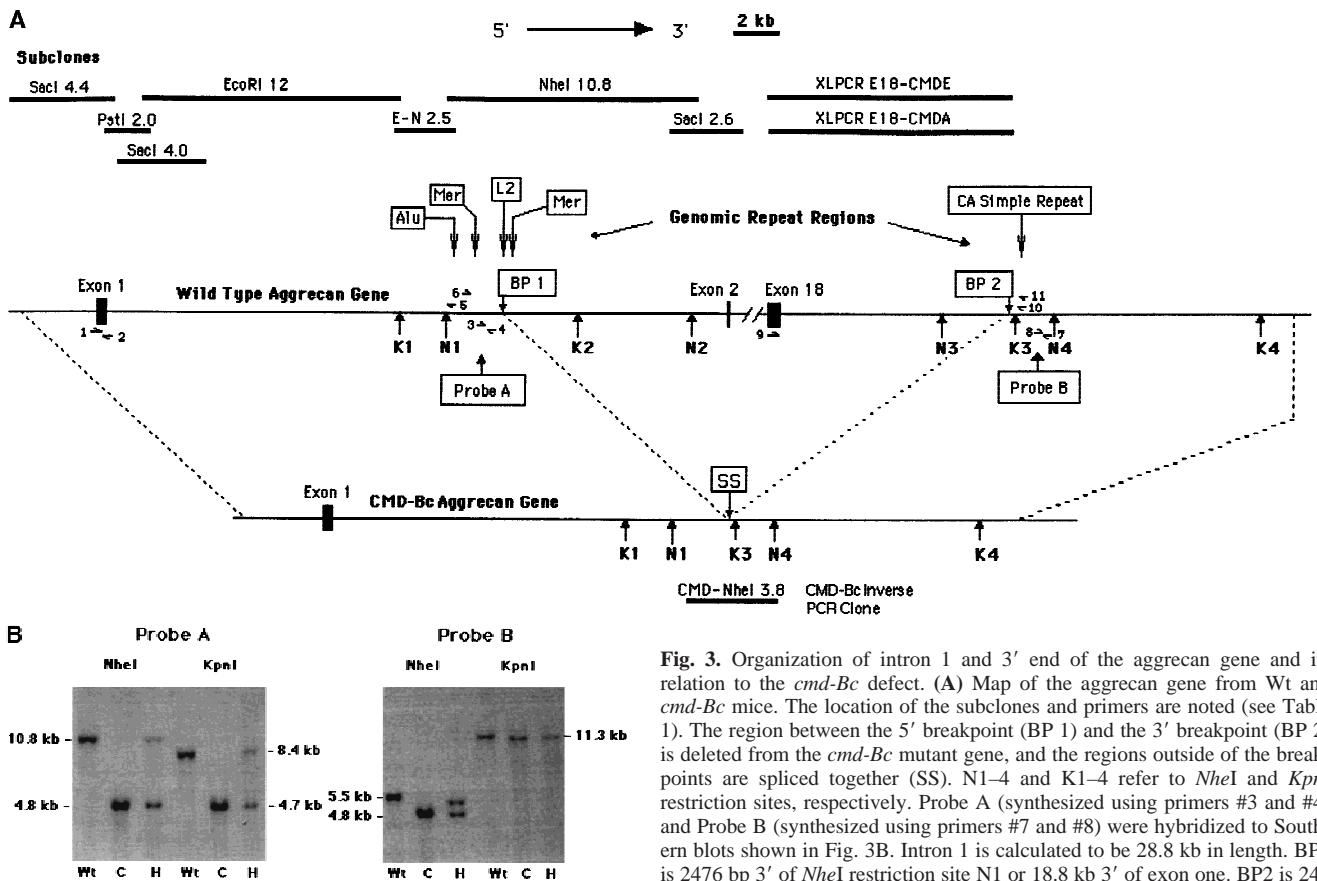 A
5' 3' 2 kb
Subclones
SacI 4.4 EcoRI 12 NheI 10.8 XLPCR E18-CMDE
PstI 2.0 E-N 2.5 SacI 2.6 XLPCR E18-CMDA
SacI 4.0
Alu Mer L2 Mer Genomic Repeat Regions CA Simple Repeat
Exon 1 Wild Type Aggrecan Gene BP 1 Exon 2 Exon 18 BP 2
6 5 11 10
1 2 3 4 9 8 7
K1 N1 K2 N2 N3 K3 N4 K4
Probe A Probe B
SS
Exon 1 CMD-Bc Aggrecan Gene
K1 N1 K3 N4 K4
CMD-NheI 3.8 CMD-Bc Inverse
PCR Clone
B
Probe A Probe B
NheI KpnI NheI KpnI
10.8 kb 8.4 kb 11.3 kb
4.8 kb 4.7 kb 5.5 kb
4.8 kb
Wt C H Wt C H Wt C H Wt C H
Fig. 3. Organization of intron 1 and 3′ end of the aggrecan gene and i
relation to the cmd-Bc defect. (A) Map of the aggrecan gene from Wt an
cmd-Bc mice. The location of the subclones and primers are noted (see Tabl
1). The region between the 5′ breakpoint (BP 1) and the 3′ breakpoint (BP 2
is deleted from the cmd-Bc mutant gene, and the regions outside of the break
points are spliced together (SS). N1–4 and K1–4 refer to NheI and Kpn
restriction sites, respectively. Probe A (synthesized using primers #3 and #4
and Probe B (synthesized using primers #7 and #8) were hybridized to South
ern blots shown in Fig. 3B. Intron 1 is calculated to be 28.8 kb in length. BP
is 2476 bp 3′ of NheI restriction site N1 or 18.8 kb 3′ of exon one. BP2 is 24